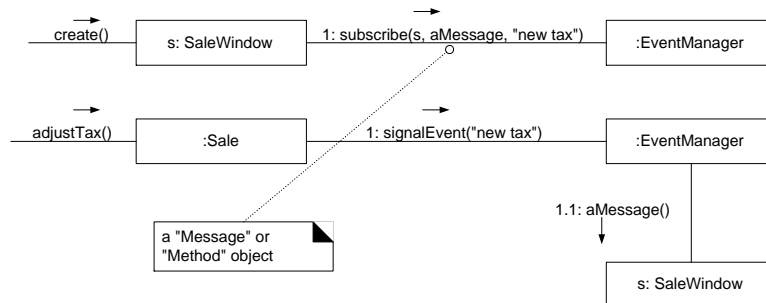 create()
s: SaleWindow
1: subscribe(s, aMessage, "new tax")
:EventManager
adjustTax()
:Sale
1: signalEvent("new tax")
:EventManager
1.1: aMessage()
a "Message" or
"Method" object
s: SaleWindow